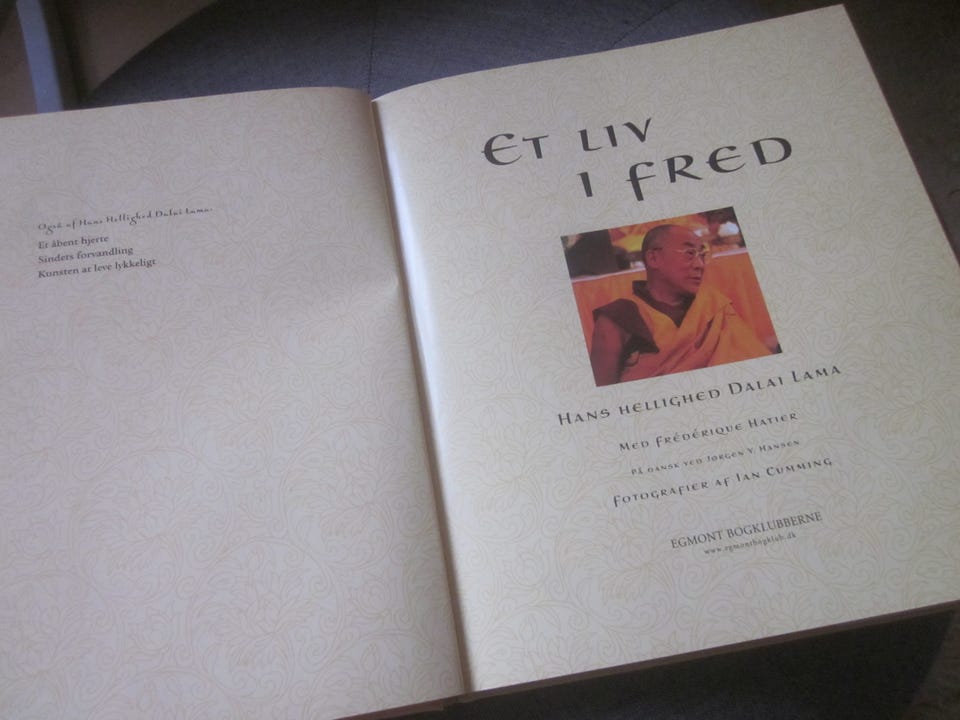 Også af Hans Hellighed Dalai Lama:
Et åbent hjerte
Sindets forvandling
Kunsten at leve lykkeligt
ET LIV
I FRED
HANS HELLIGHED DALAI LAMA
MED FRÉDÉRIQUE HATIER
PÅ DANSK VED JØRGEN V. HANSEN
FOTOGRAFIER AF IAN CUMMING
EGMONT BOGKLUBBERNE
www.egmontbogklub.dk